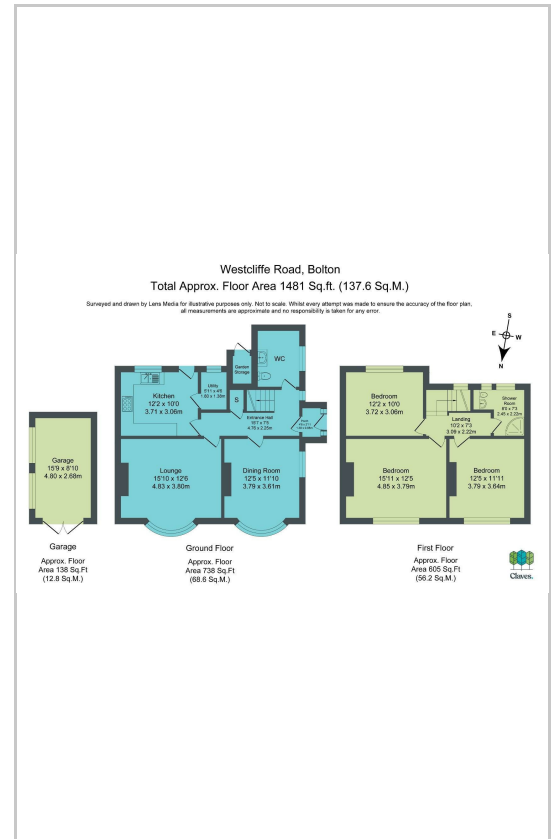 Westcliffe Road, Bolton
Total Approx. Floor Area 1481 Sq.ft. (137.6 Sq.M.)
Surveyed and drawn by Lens Media for illustrative purposes only. Not to scale. Whilst every attempt was made to ensure the accuracy of the floor plan,
all measurements are approximate and no responsibility is taken for any error.
S
E
W
N
Garage
15'9 x 8'10
4.80 x 2.68m
Garage
Approx. Floor
Area 138 Sq.Ft
(12.8 Sq.M.)
Kitchen
12'2 x 10'0
3.71 x 3.06m
Utility
Garden
Storage
WC
S
Entrance Hall
Lounge
15'10 x 12'6
4.83 x 3.80m
Dining Room
12'5 x 11'10
3.79 x 3.61m
Ground Floor
Approx. Floor
Area 738 Sq.Ft
(68.6 Sq.M.)
Bedroom
12'2 x 10'0
3.72 x 3.06m
Landing
10'2 x 7'3
3.09 x 2.22m
Shower
Room
8'0 x 7'3
2.45 x 2.22m
Bedroom
15'11 x 12'5
4.85 x 3.79m
Bedroom
12'5 x 11'11
3.79 x 3.64m
First Floor
Approx. Floor
Area 605 Sq.Ft
(56.2 Sq.M.)
Claves.